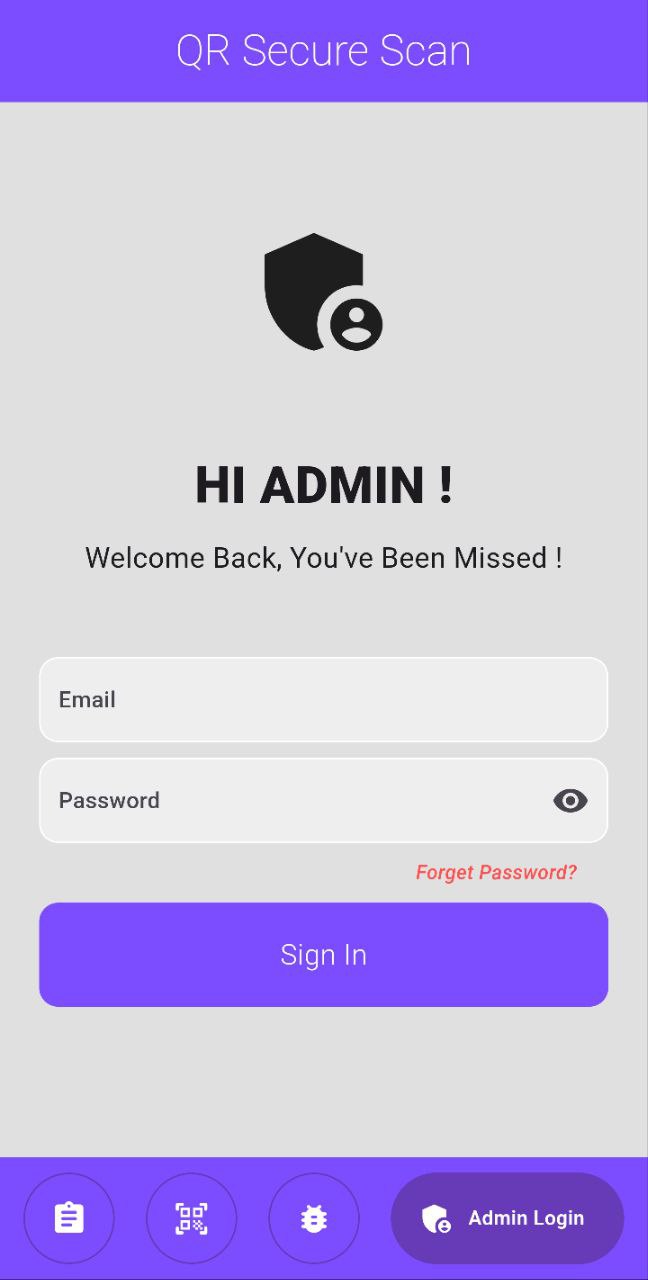 QR Secure Scan
HI ADMIN !
Welcome Back, You've Been Missed !
Email
Password
Forget Password?
Sign In
Admin Login